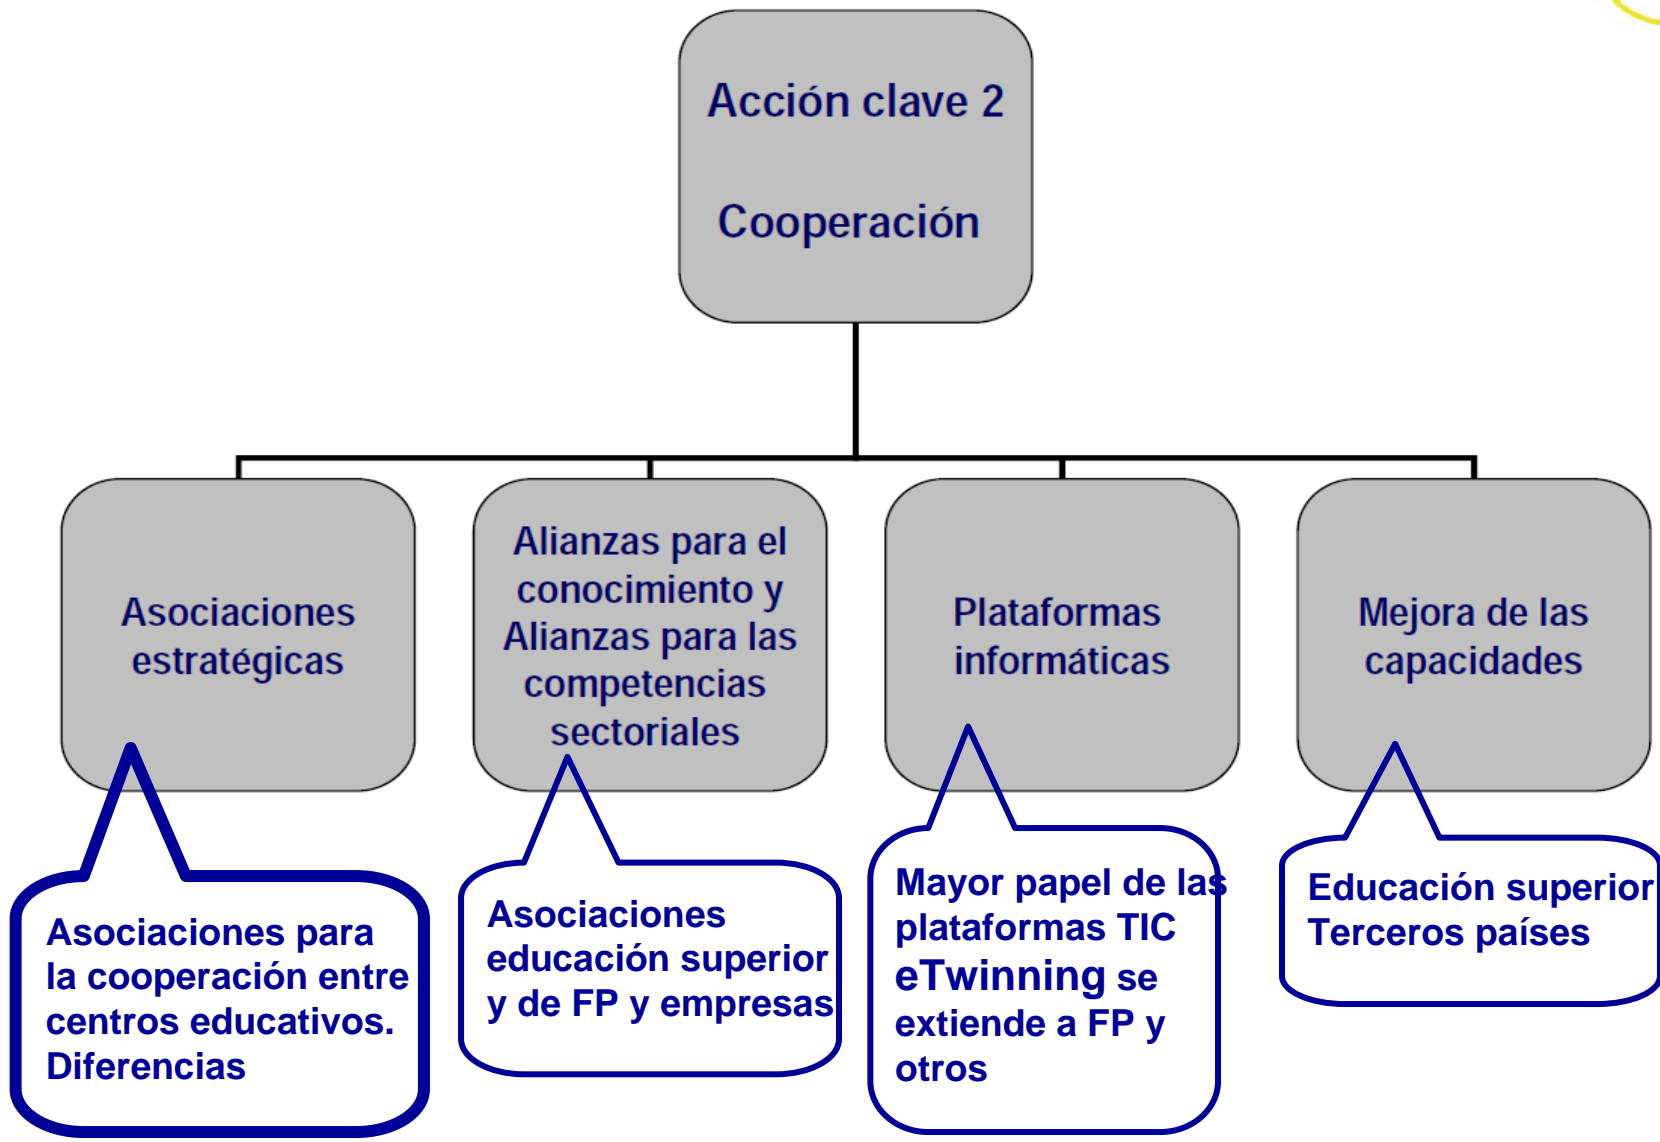 Acción clave 2
Cooperación
Asociaciones
estratégicas
Alianzas para el
conocimiento y
Alianzas para las
competencias
sectoriales
Plataformas
informáticas
Mejora de las
capacidades
Asociaciones para
la cooperación entre
centros educativos.
Diferencias
Asociaciones
educación superior
y de FP y empresas
Mayor papel de las
plataformas TIC
eTwinning se
extiende a FP y
otros
Educación superior
Terceros países